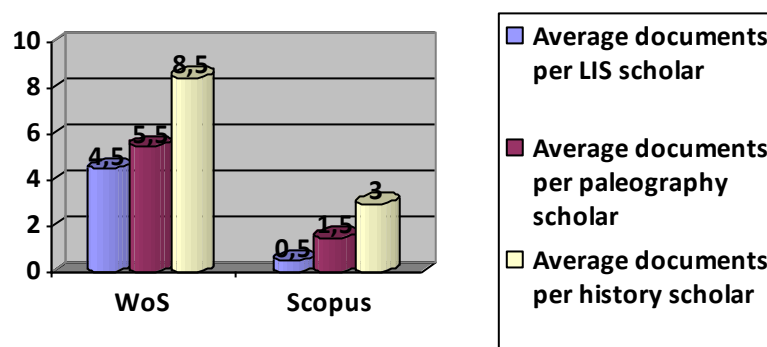 10
8
6
4
2
0
4,5
5,5
8,5
0,5
1,5
3
WoS
Scopus
Average documents
per LIS scholar
Average documents
per paleography
scholar
Average documents
per history scholar